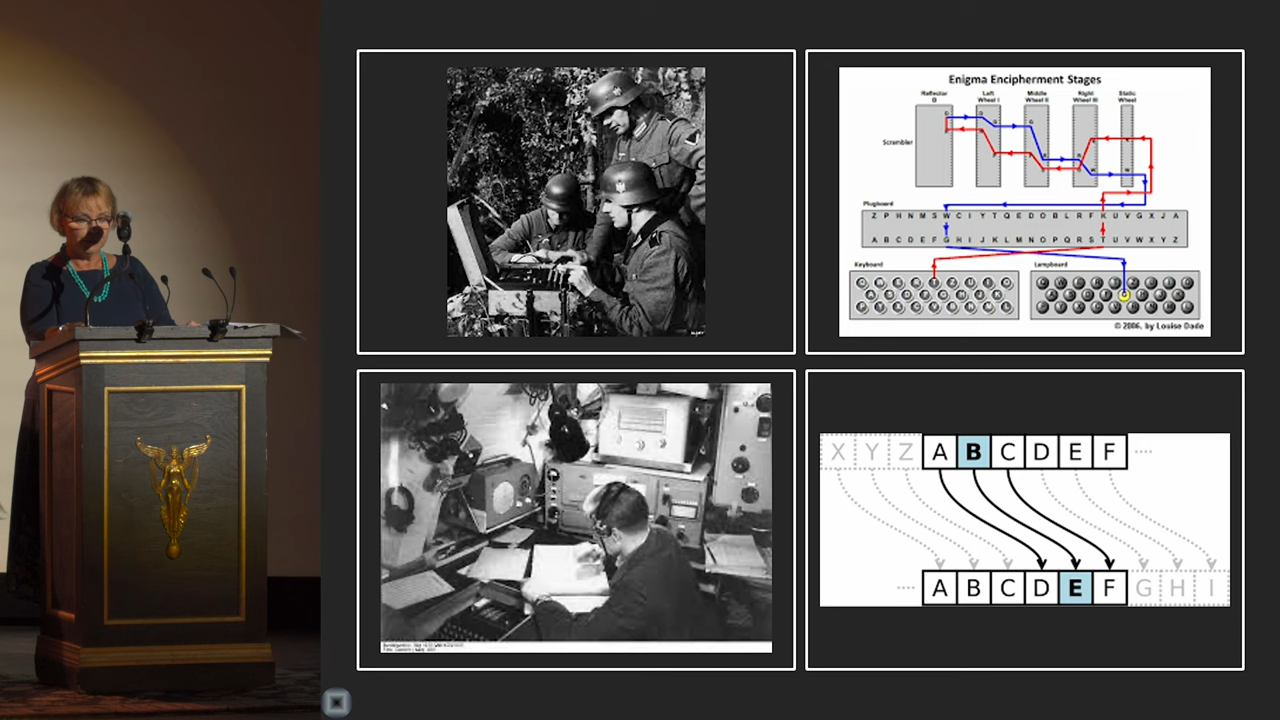 Enigma Encipherment Stages
Reflector
B
Left
Wheel I
Middle
Wheel II
Right
Wheel III
Static
Wheel
Scrambler
Plugboard
Z P H N M S W C I Y T Q E D O B L R F K U V G X J A
A B C D E F G H I J K L M N O P Q R S T U V W X Y Z
Keyboard
Lampboard
© 2006, by Louise Dade
X Y Z A B C D E F ····
···· A B C D E F G H I